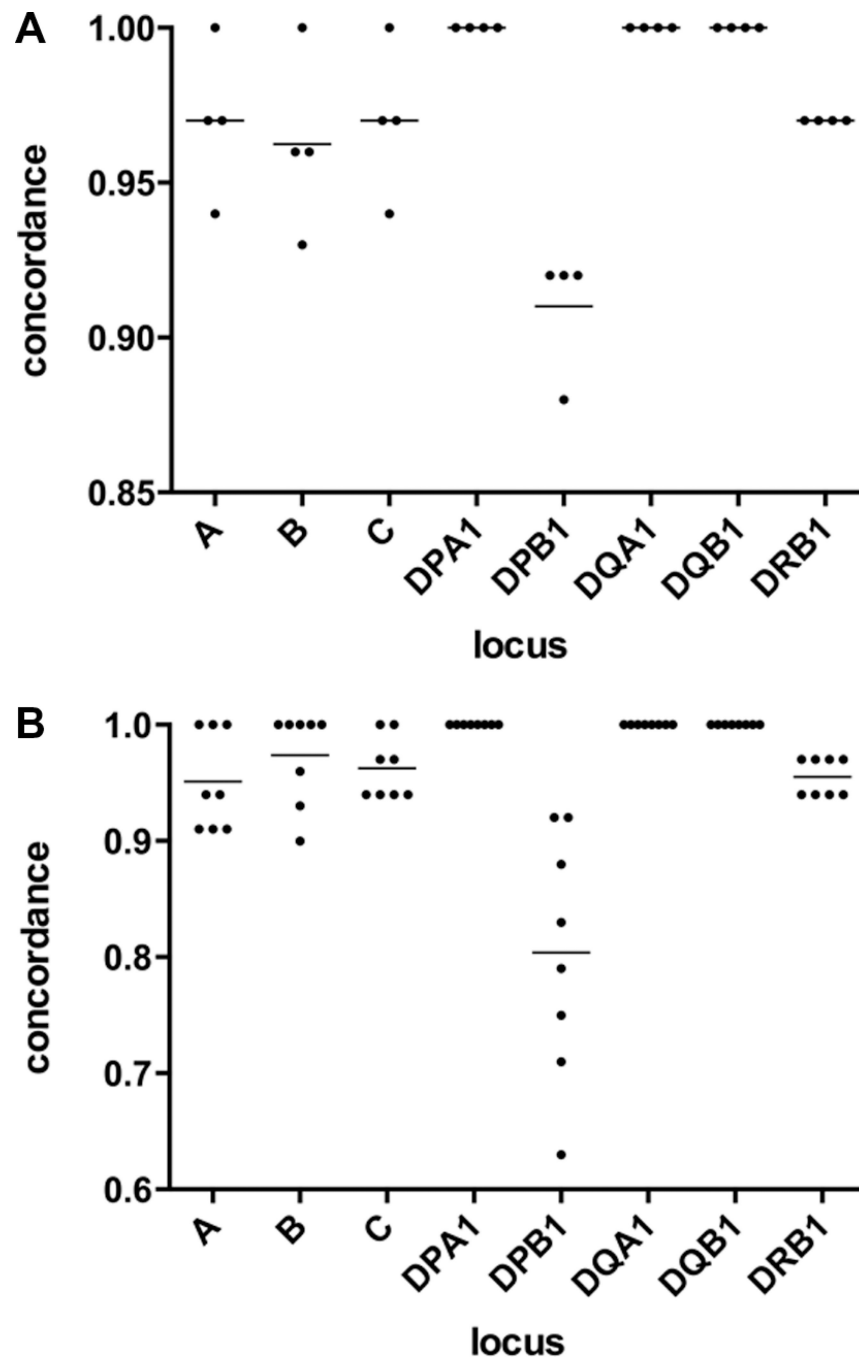 A
1.00
0.95
0.90
0.85
concordance
A B C DPA1 DPB1 DQA1 DQB1 DRB1
locus
B
1.0
0.9
0.8
0.7
0.6
concordance
A B C DPA1 DPB1 DQA1 DQB1 DRB1
locus